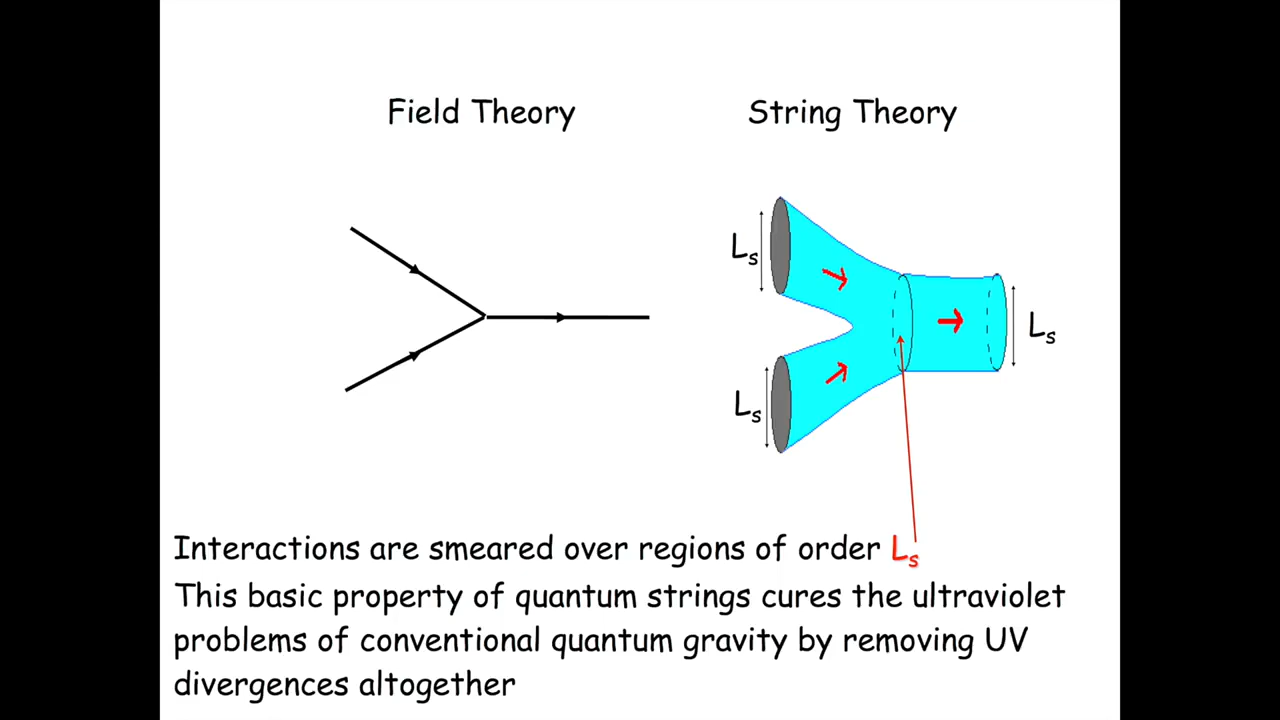 Field Theory
String Theory
Ls
Ls
Ls
Interactions are smeared over regions of order Ls
This basic property of quantum strings cures the ultraviolet
problems of conventional quantum gravity by removing UV
divergences altogether